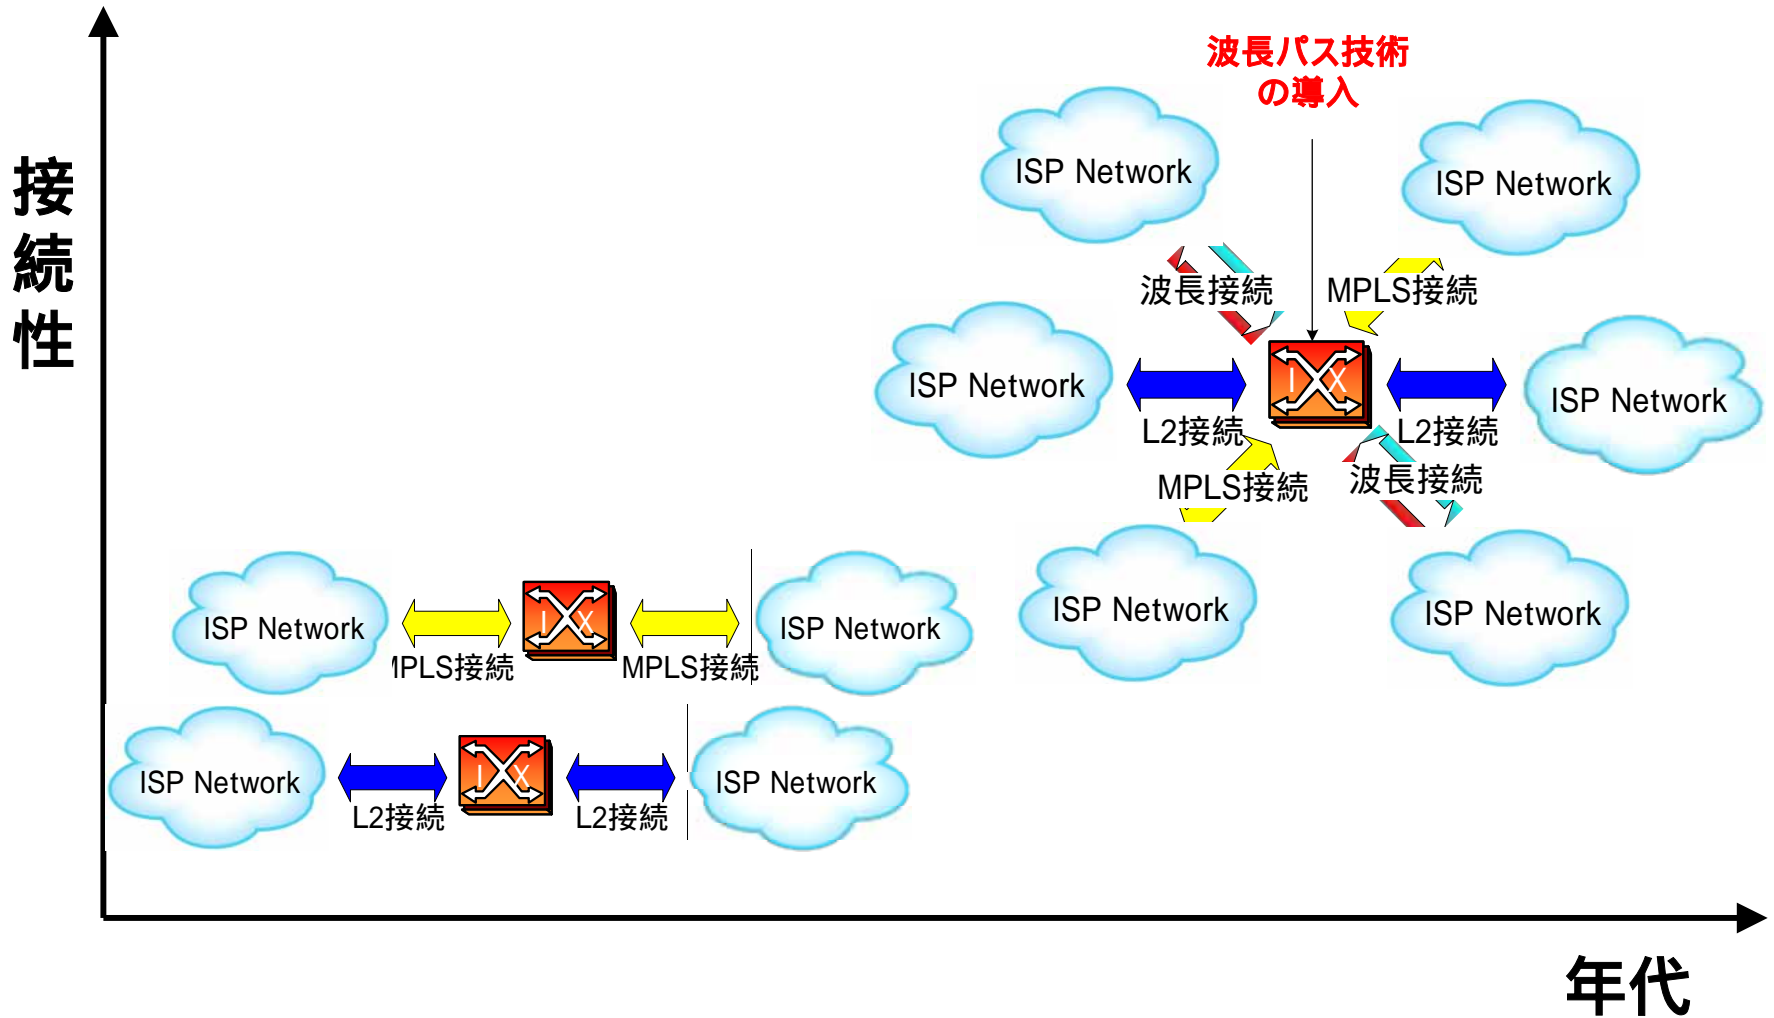 波長パス技術
の導入
接
続
性
ISP Network
ISP Network
波長接続
MPLS接続
ISP Network
I X
ISP Network
L2接続
L2接続
MPLS接続
波長接続
ISP Network
ISP Network
ISP Network
I X
ISP Network
MPLS接続
MPLS接続
ISP Network
I X
ISP Network
L2接続
L2接続
年代